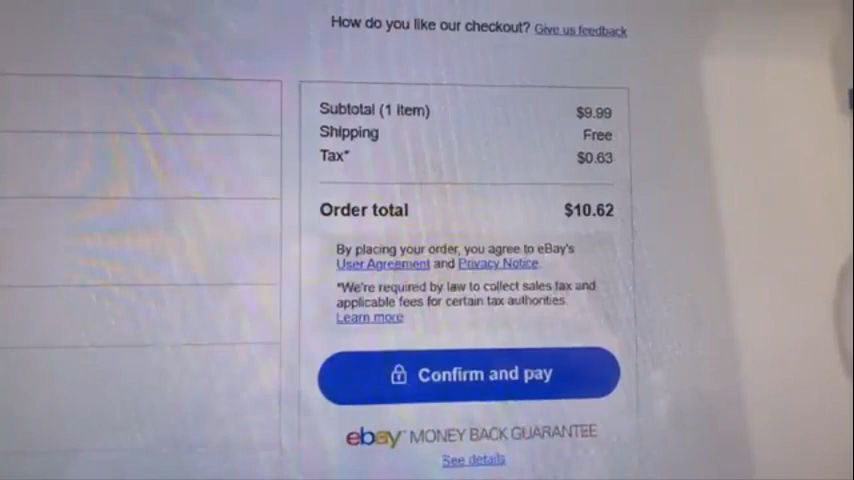 How do you like our checkout? Give us feedback
Subtotal (1 item) $9.99
Shipping Free
Tax* $0.63
Order total $10.62
By placing your order, you agree to eBay's
User Agreement and Privacy Notice.
*We're required by law to collect sales tax and
applicable fees for certain tax authorities.
Learn more
Confirm and pay
ebay MONEY BACK GUARANTEE
See details